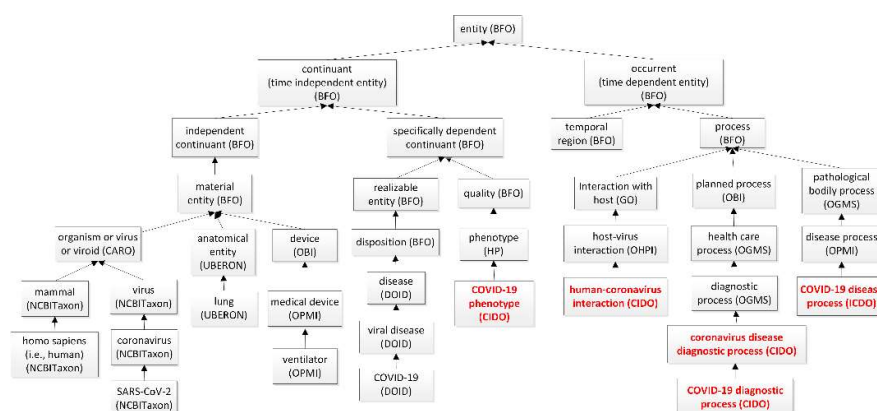 entity (BFO)
continuant
(time independent entity)
(BFO)
occurrent
(time dependent entity)
(BFO)
independent
continuant (BFO)
specifically dependent
continuant (BFO)
temporal
region (BFO)
process
(BFO)
material
entity (BFO)
realizable
entity (BFO)
quality (BFO)
Interaction with
host (GO)
planned process
(OBI)
pathological
bodily process
(OGMS)
organism or virus
or viroid (CARO)
anatomical
entity
(UBERON)
device
(OBI)
disposition (BFO)
phenotype
(HP)
host-virus
interaction (OHPI)
health care
process (OGMS)
disease process
(OPMI)
mammal
(NCBITaxon)
virus
(NCBITaxon)
lung
(UBERON)
medical device
(OPMI)
disease
(DOID)
COVID-19
phenotype
(CIDO)
human-coronavirus
interaction (CIDO)
diagnostic
process (OGMS)
COVID-19 disease
process (ICDO)
homo sapiens
(i.e., human)
(NCBITaxon)
coronavirus
(NCBITaxon)
ventilator
(OPMI)
viral disease
(DOID)
coronavirus disease
diagnostic process (CIDO)
SARS-CoV-2
(NCBITaxon)
COVID-19
(DOID)
COVID-19 diagnostic
process (CIDO)